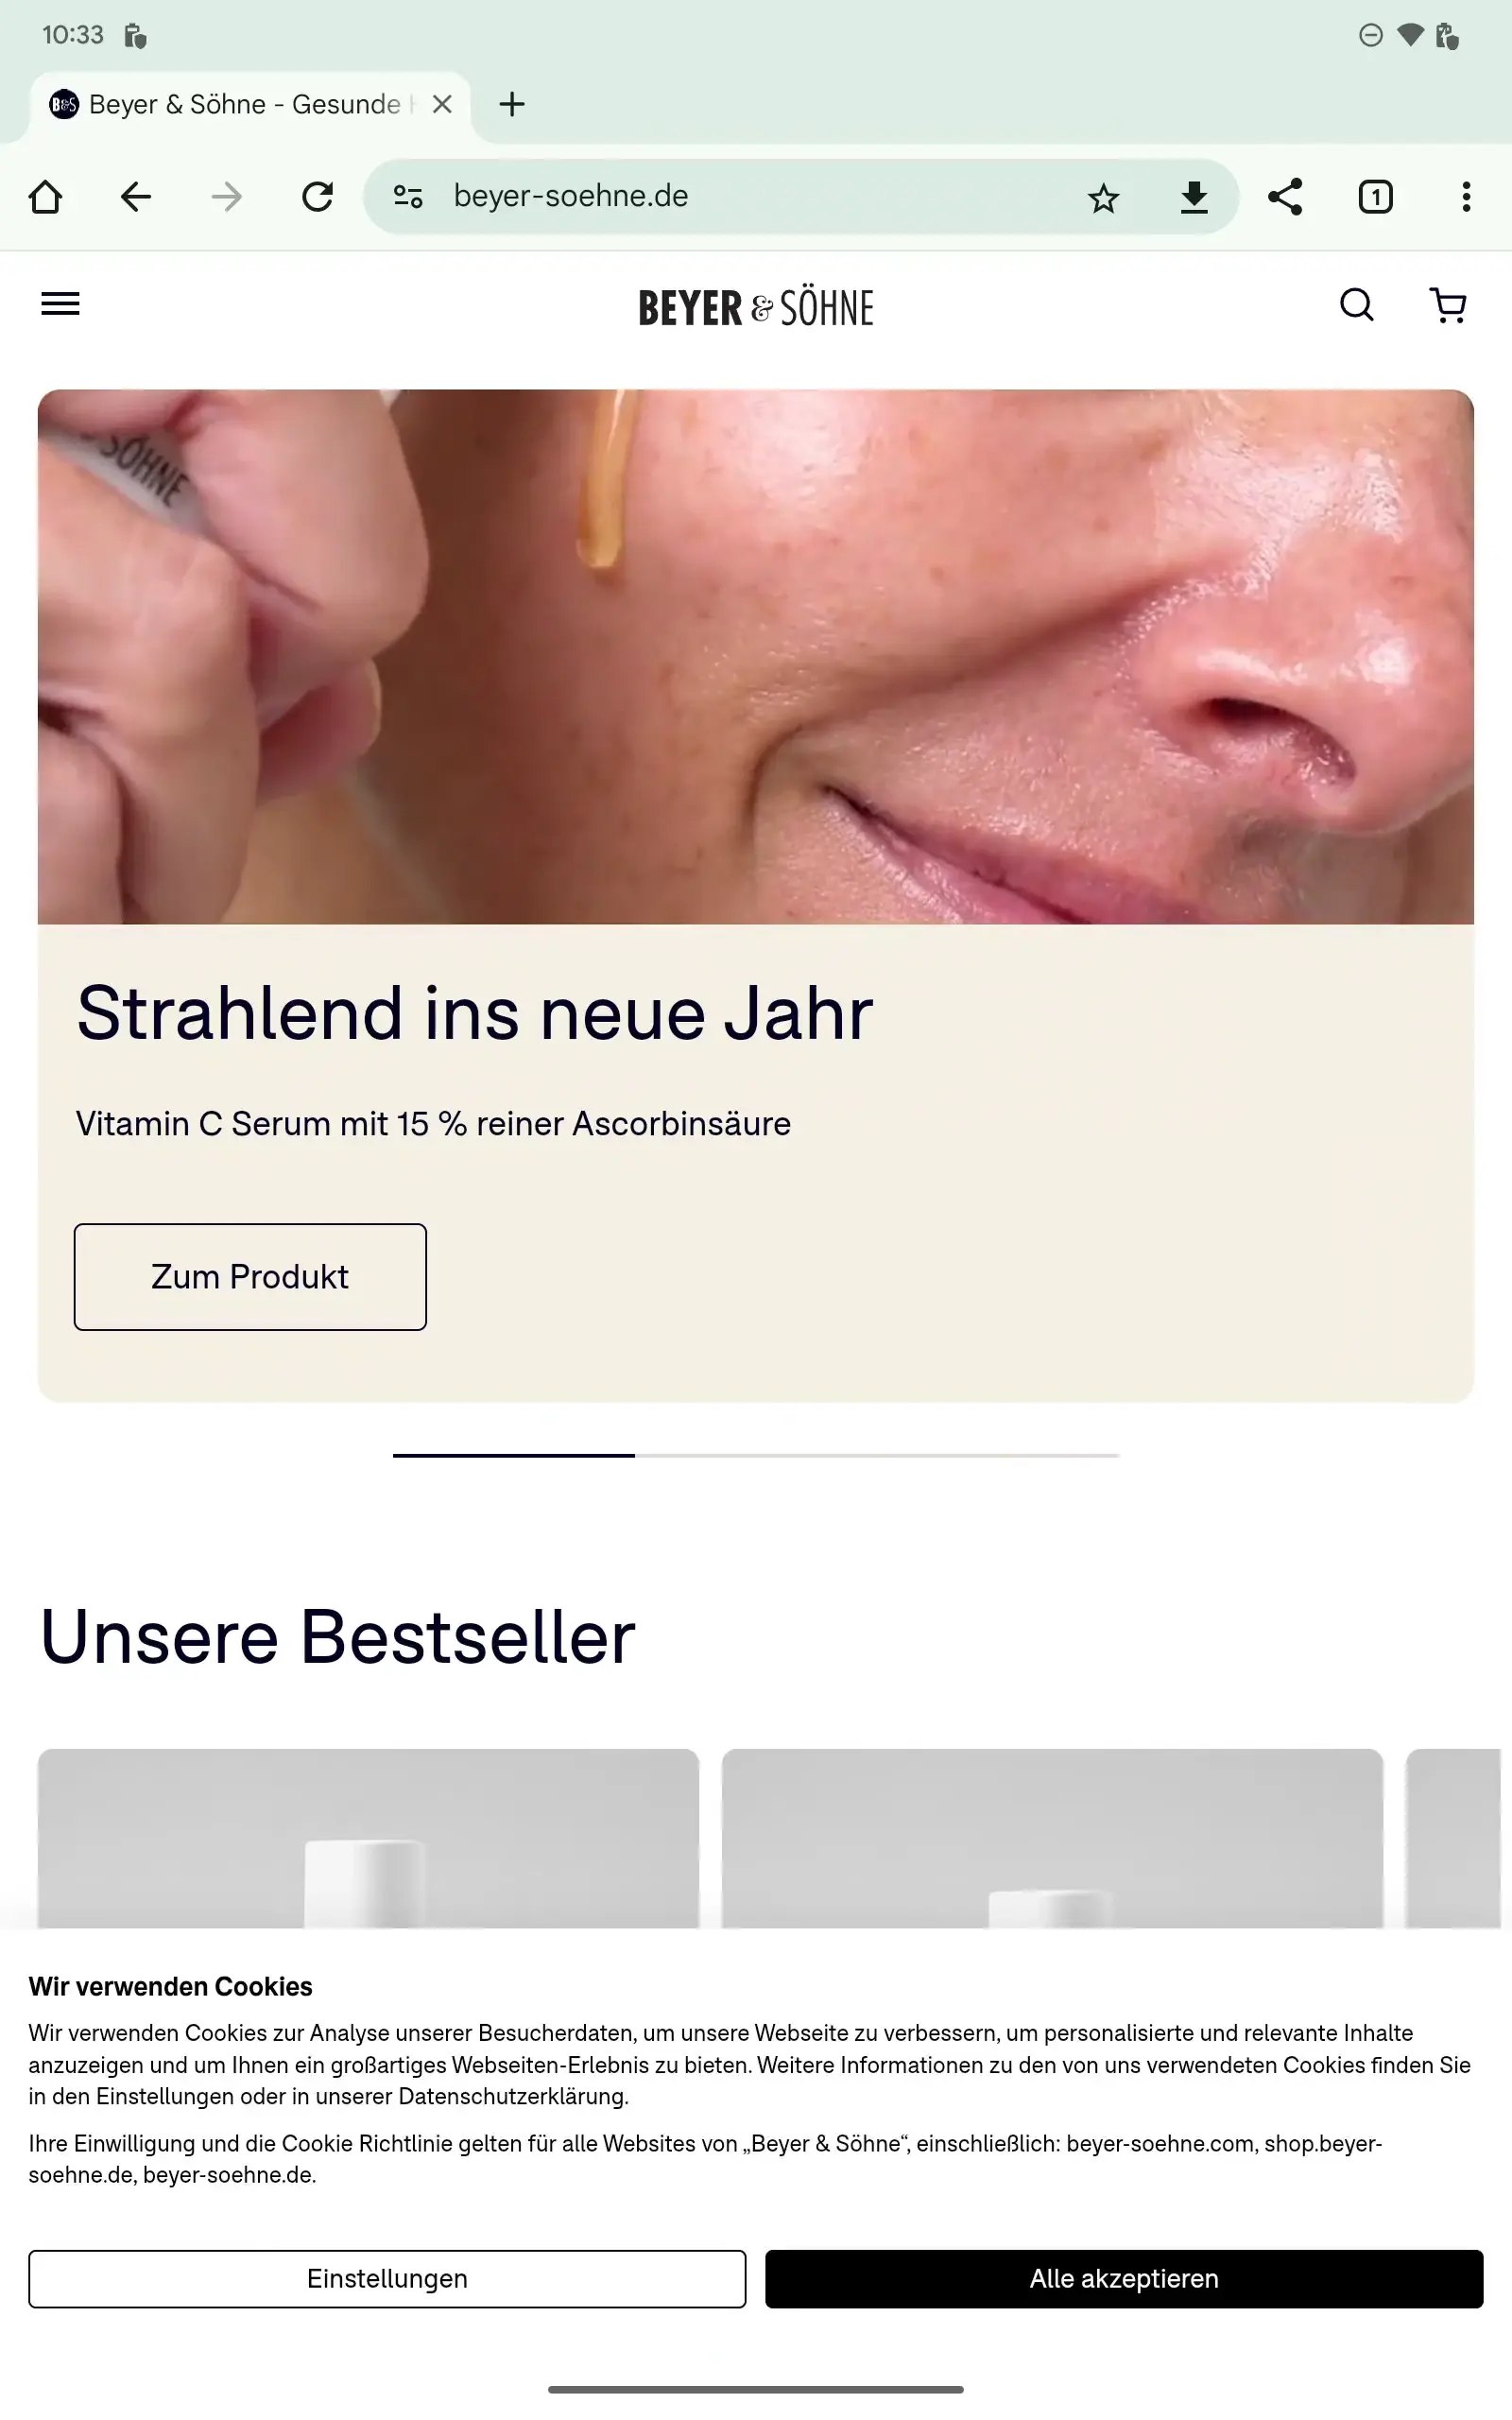 10:33
B&S Beyer & Söhne - Gesunde
beyer-soehne.de
1
BEYER & SÖHNE
SÖHNE
Strahlend ins neue Jahr
Vitamin C Serum mit 15 % reiner Ascorbinsäure
Zum Produkt
Unsere Bestseller
Wir verwenden Cookies
Wir verwenden Cookies zur Analyse unserer Besucherdaten, um unsere Webseite zu verbessern, um personalisierte und relevante Inhalte
anzuzeigen und um Ihnen ein großartiges Webseiten-Erlebnis zu bieten. Weitere Informationen zu den von uns verwendeten Cookies finden Sie
in den Einstellungen oder in unserer Datenschutzerklärung.
Ihre Einwilligung und die Cookie Richtlinie gelten für alle Websites von „Beyer & Söhne“, einschließlich: beyer-soehne.com, shop.beyer-
soehne.de, beyer-soehne.de.
Einstellungen
Alle akzeptieren